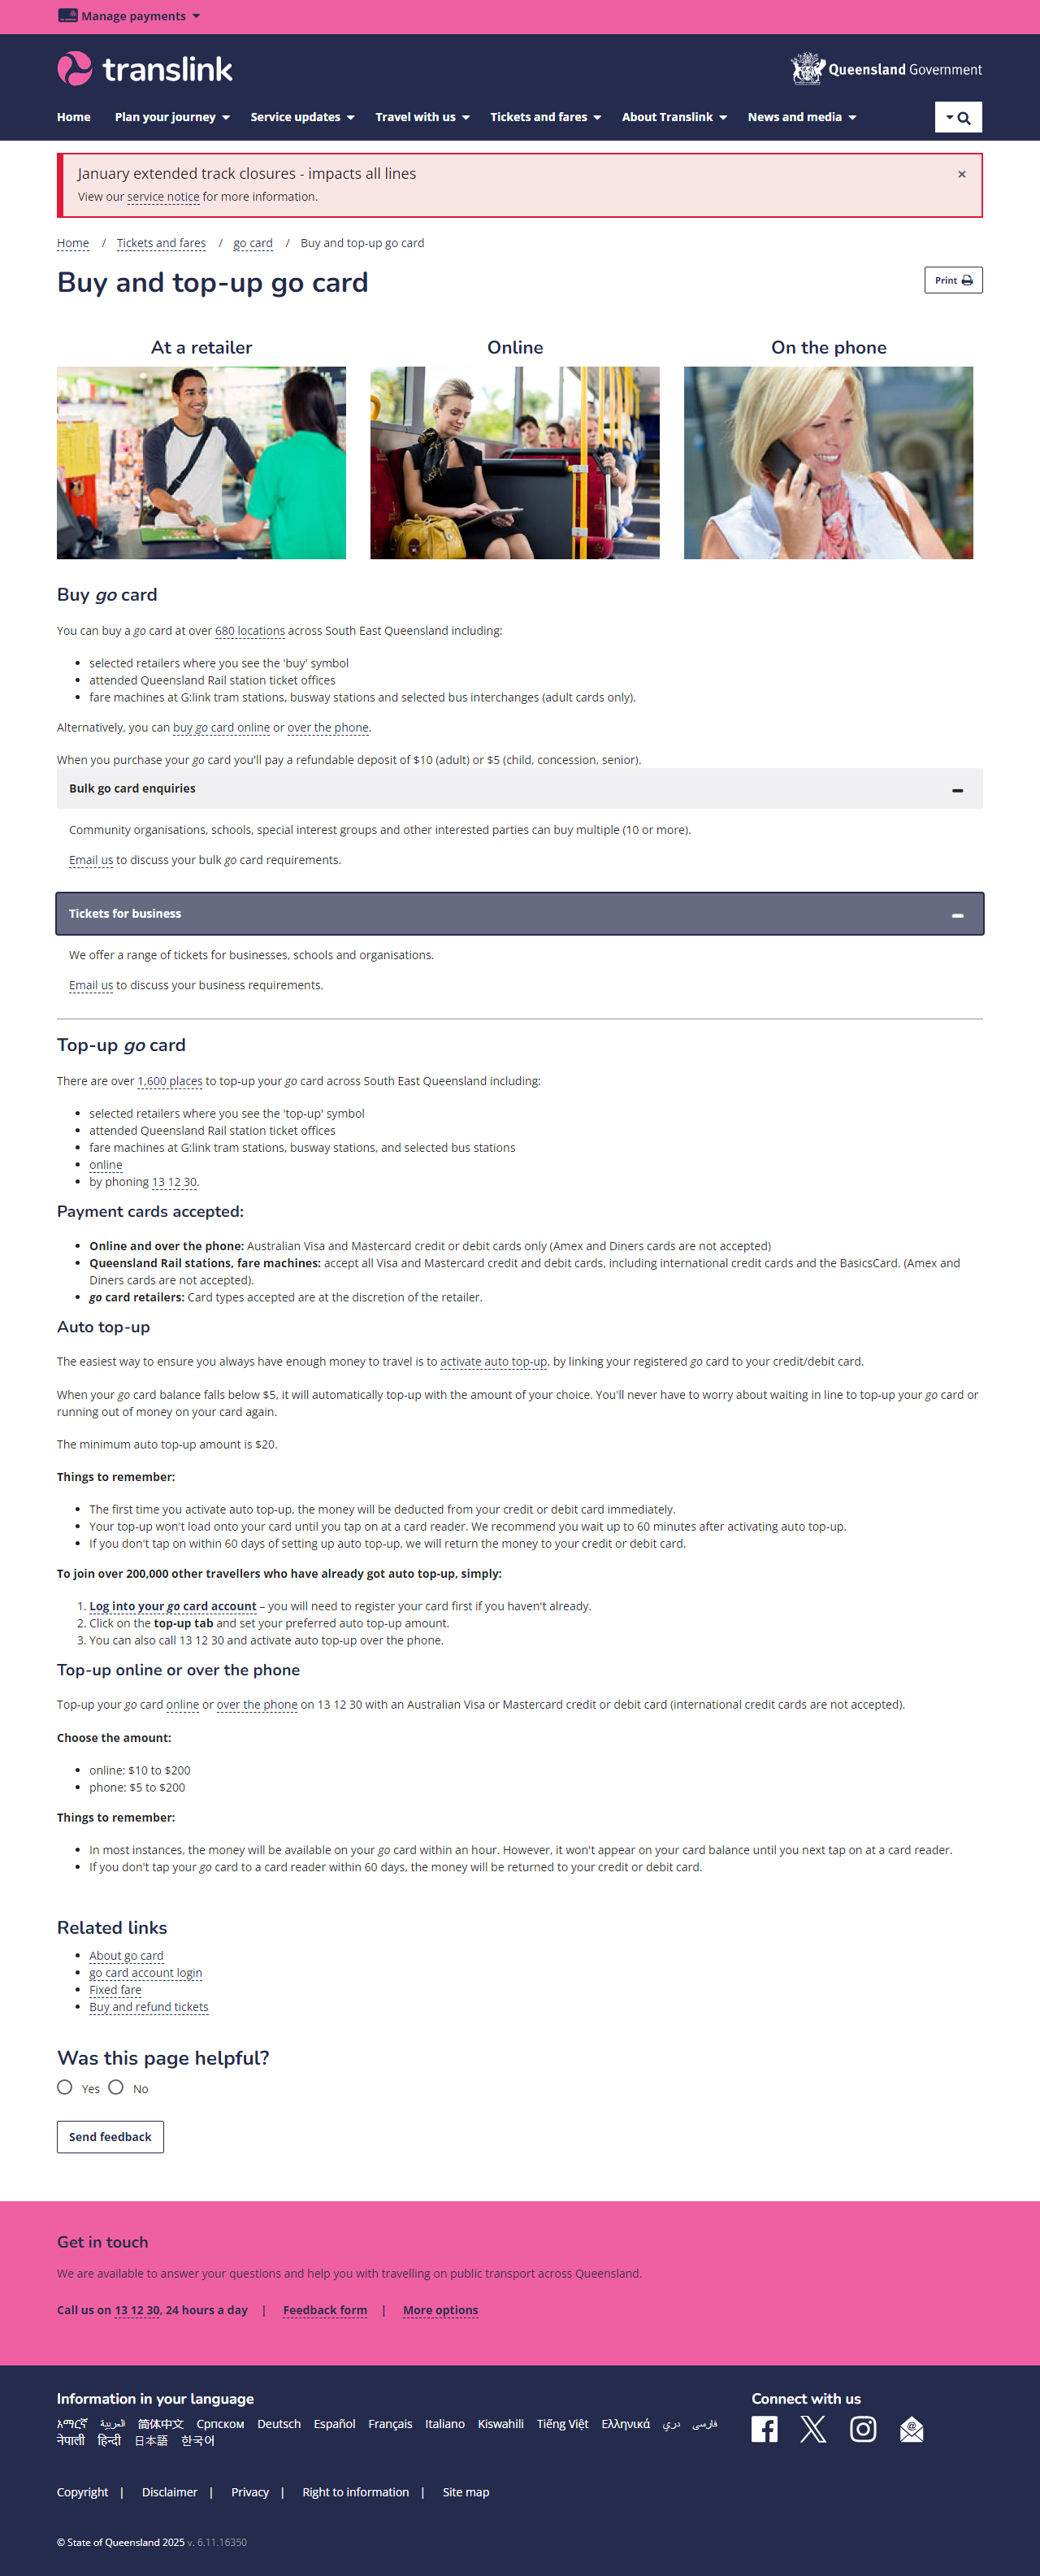 Manage payments
translink
Queensland Government
Home Plan your journey Service updates Travel with us Tickets and fares About Translink News and media
January extended track closures - impacts all lines ×
View our service notice for more information.
Home / Tickets and fares / go card / Buy and top-up go card
Buy and top-up go card
Print
At a retailer Online On the phone
Buy go card
You can buy a go card at over 680 locations across South East Queensland including:
• selected retailers where you see the 'buy' symbol
• attended Queensland Rail station ticket offices
• fare machines at G:link tram stations, busway stations and selected bus interchanges (adult cards only).
Alternatively, you can buy go card online or over the phone.
When you purchase your go card you'll pay a refundable deposit of $10 (adult) or $5 (child, concession, senior).
Bulk go card enquiries
Community organisations, schools, special interest groups and other interested parties can buy multiple (10 or more).
Email us to discuss your bulk go card requirements.
Tickets for business
We offer a range of tickets for businesses, schools and organisations.
Email us to discuss your business requirements.
Top-up go card
There are over 1,600 places to top-up your go card across South East Queensland including:
• selected retailers where you see the 'top-up' symbol
• attended Queensland Rail station ticket offices
• fare machines at G:link tram stations, busway stations, and selected bus stations
• online
• by phoning 13 12 30.
Payment cards accepted:
• Online and over the phone: Australian Visa and Mastercard credit or debit cards only (Amex and Diners cards are not accepted)
• Queensland Rail stations, fare machines: accept all Visa and Mastercard credit and debit cards, including international credit cards and the BasicsCard. (Amex and
Diners cards are not accepted).
• go card retailers: Card types accepted are at the discretion of the retailer.
Auto top-up
The easiest way to ensure you always have enough money to travel is to activate auto top-up, by linking your registered go card to your credit/debit card.
When your go card balance falls below $5, it will automatically top-up with the amount of your choice. You'll never have to worry about waiting in line to top-up your go card or
running out of money on your card again.
The minimum auto top-up amount is $20.
Things to remember:
• The first time you activate auto top-up, the money will be deducted from your credit or debit card immediately.
• Your top-up won't load onto your card until you tap on at a card reader. We recommend you wait up to 60 minutes after activating auto top-up.
• If you don't tap on within 60 days of setting up auto top-up, we will return the money to your credit or debit card.
To join over 200,000 other travellers who have already got auto top-up, simply:
1. Log into your go card account – you will need to register your card first if you haven't already.
2. Click on the top-up tab and set your preferred auto top-up amount.
3. You can also call 13 12 30 and activate auto top-up over the phone.
Top-up online or over the phone
Top-up your go card online or over the phone on 13 12 30 with an Australian Visa or Mastercard credit or debit card (international credit cards are not accepted).
Choose the amount:
• online: $10 to $200
• phone: $5 to $200
Things to remember:
• In most instances, the money will be available on your go card within an hour. However, it won't appear on your card balance until you next tap on at a card reader.
• If you don't tap your go card to a card reader within 60 days, the money will be returned to your credit or debit card.
Related links
• About go card
• go card account login
• Fixed fare
• Buy and refund tickets
Was this page helpful?
Yes No
Send feedback
Get in touch
We are available to answer your questions and help you with travelling on public transport across Queensland.
Call us on 13 12 30, 24 hours a day | Feedback form | More options
Information in your language
አማርኛ العربية 简体中文 Српском Deutsch Español Français Italiano Kiswahili Tiếng Việt Ελληνικά دري فارسی
नेपाली हिन्दी 日本語 한국어
Connect with us
Copyright | Disclaimer | Privacy | Right to information | Site map
© State of Queensland 2025 v. 6.11.16350